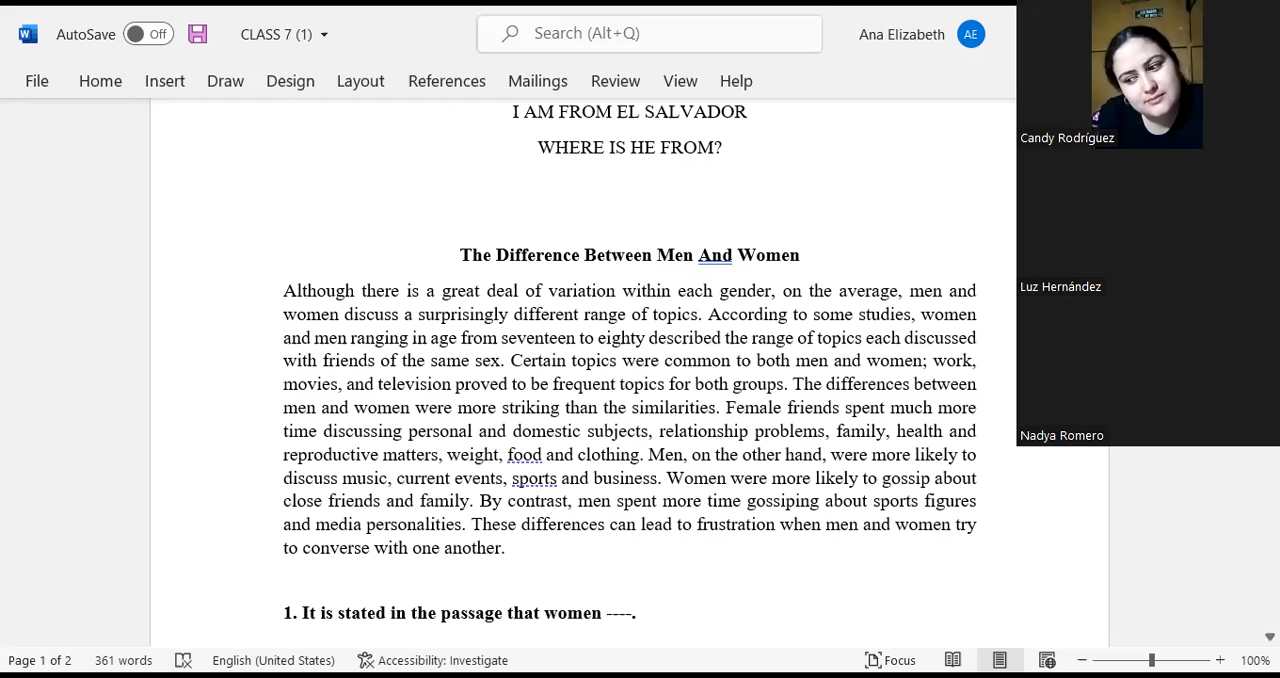 AutoSave Off CLASS 7 (1) Search (Alt+Q) Ana Elizabeth AE
File Home Insert Draw Design Layout References Mailings Review View Help
I AM FROM EL SALVADOR
WHERE IS HE FROM?
The Difference Between Men And Women
Although there is a great deal of variation within each gender, on the average, men and
women discuss a surprisingly different range of topics. According to some studies, women
and men ranging in age from seventeen to eighty described the range of topics each discussed
with friends of the same sex. Certain topics were common to both men and women; work,
movies, and television proved to be frequent topics for both groups. The differences between
men and women were more striking than the similarities. Female friends spent much more
time discussing personal and domestic subjects, relationship problems, family, health and
reproductive matters, weight, food and clothing. Men, on the other hand, were more likely to
discuss music, current events, sports and business. Women were more likely to gossip about
close friends and family. By contrast, men spent more time gossiping about sports figures
and media personalities. These differences can lead to frustration when men and women try
to converse with one another.
1. It is stated in the passage that women ----.
Page 1 of 2 361 words English (United States) Accessibility: Investigate Focus 100%
Candy Rodríguez
Luz Hernández
Nadya Romero